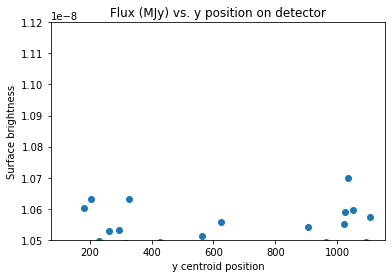 Flux (MJy) vs. y position on detector
1e−8
1.12
1.11
1.10
1.09
1.08
1.07
1.06
1.05
Surface brightness
200 400 600 800 1000
y centroid position